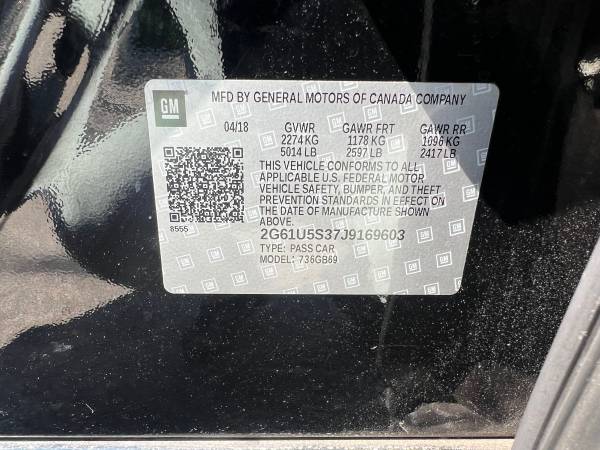 GM
MFD BY GENERAL MOTORS OF CANADA COMPANY
04/18 GVWR GAWR FRT GAWR RR
2274 KG 1178 KG 1096 KG
5014 LB 2597 LB 2417 LB
THIS VEHICLE CONFORMS TO ALL
APPLICABLE U.S. FEDERAL MOTOR
VEHICLE SAFETY, BUMPER, AND THEFT
PREVENTION STANDARDS IN EFFECT ON
THE DATE OF MANUFACTURE SHOWN
ABOVE.
8555
2G61U5S37J9169603
TYPE: PASS CAR
MODEL: 736GB69